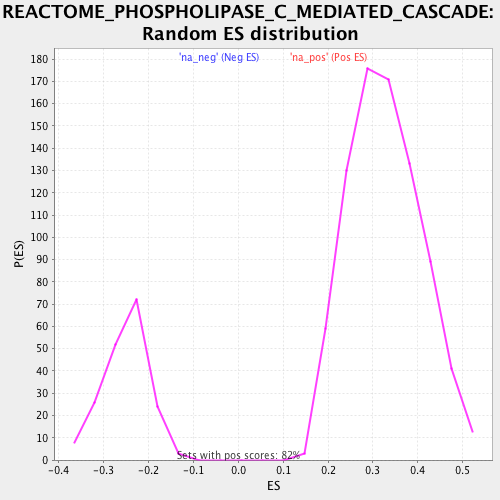 REACTOME_PHOSPHOLIPASE_C_MEDIATED_CASCADE:
Random ES distribution
'na_neg' (Neg ES) 'na_pos' (Pos ES)
180
170
160
150
140
130
120
110
100
90
80
70
60
50
40
30
20
10
0
P(ES)
Sets with pos scores: 82%
-0.4 -0.3 -0.2 -0.1 0.0 0.1 0.2 0.3 0.4 0.5
ES